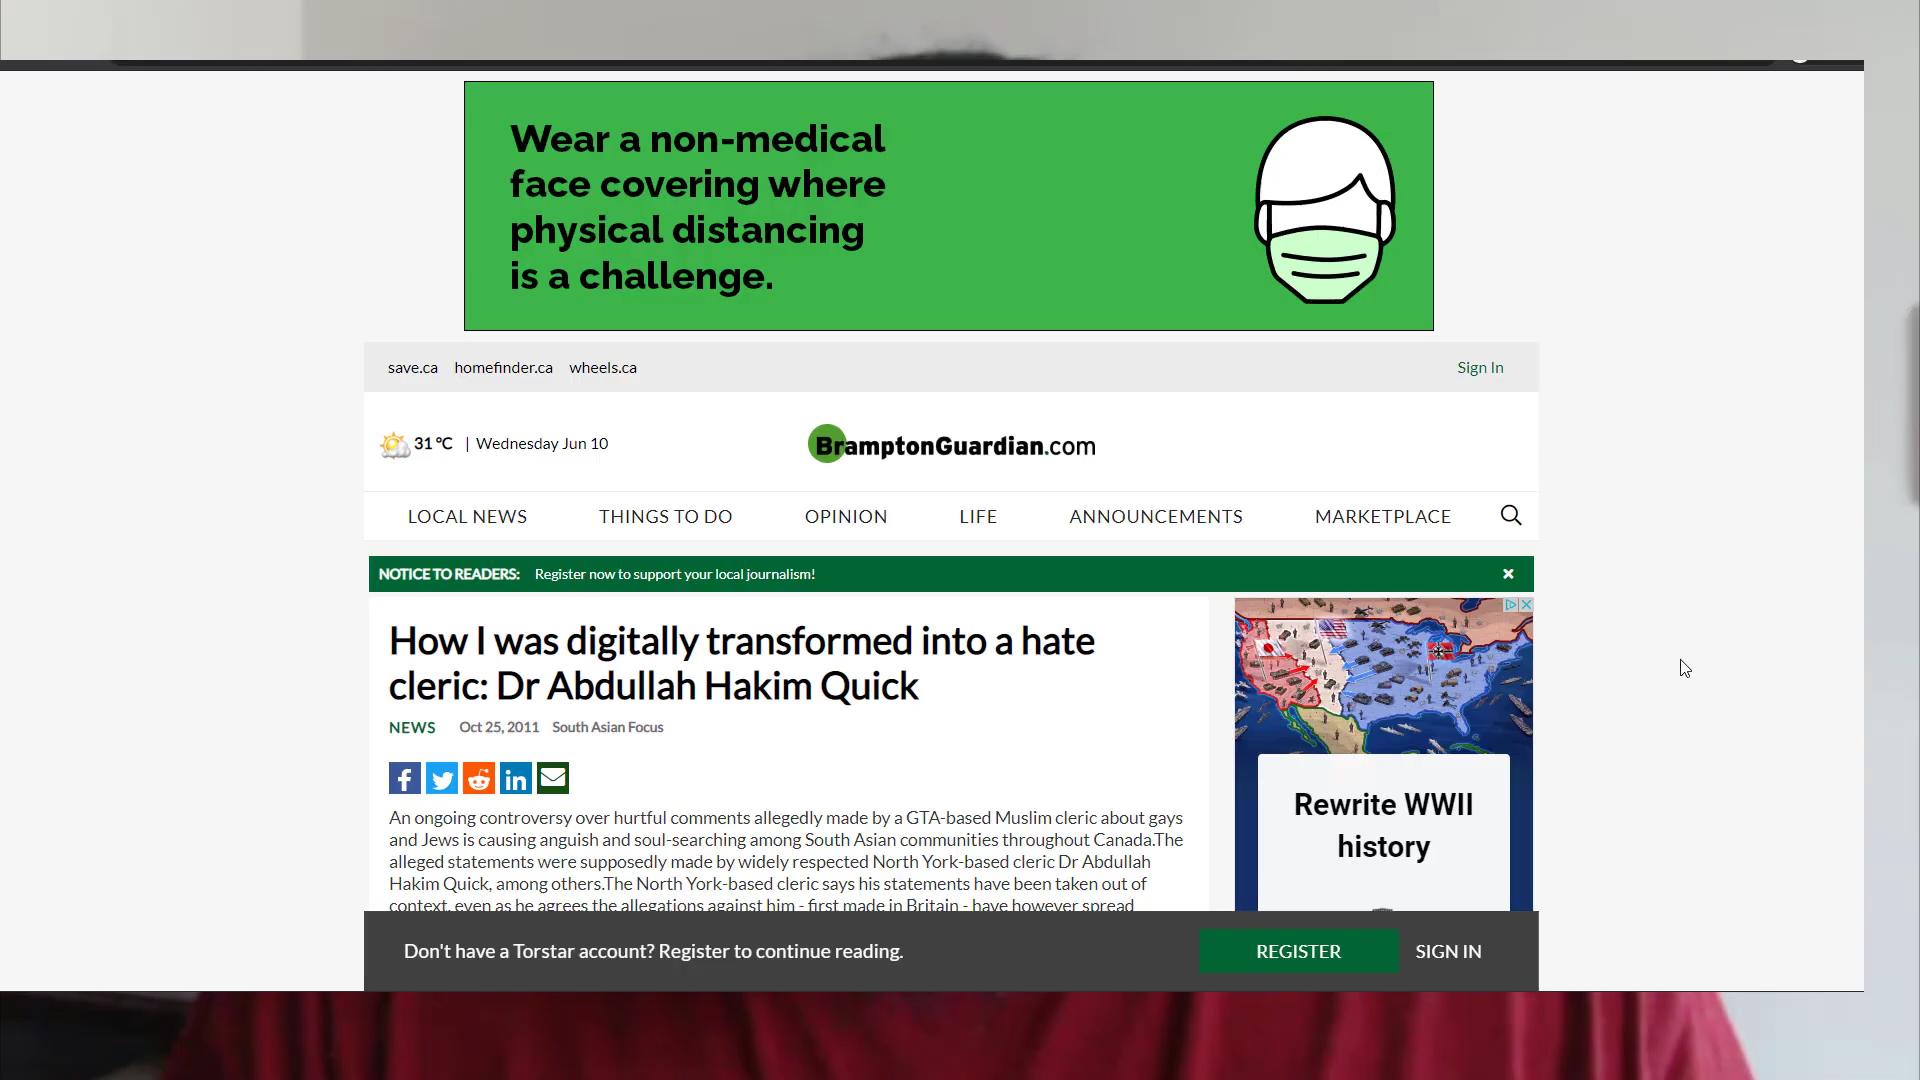 Wear a non-medical
face covering where
physical distancing
is a challenge.
save.ca homefinder.ca wheels.ca Sign In
31°C | Wednesday Jun 10
BramptonGuardian.com
LOCAL NEWS THINGS TO DO OPINION LIFE ANNOUNCEMENTS MARKETPLACE
NOTICE TO READERS: Register now to support your local journalism!
How I was digitally transformed into a hate
cleric: Dr Abdullah Hakim Quick
NEWS Oct 25, 2011 South Asian Focus
An ongoing controversy over hurtful comments allegedly made by a GTA-based Muslim cleric about gays
and Jews is causing anguish and soul-searching among South Asian communities throughout Canada.The
alleged statements were supposedly made by widely respected North York-based cleric Dr Abdullah
Hakim Quick, among others.The North York-based cleric says his statements have been taken out of
context, even as he agrees the allegations against him - first made in Britain - have however spread
Rewrite WWII
history
Don't have a Torstar account? Register to continue reading.
REGISTER SIGN IN